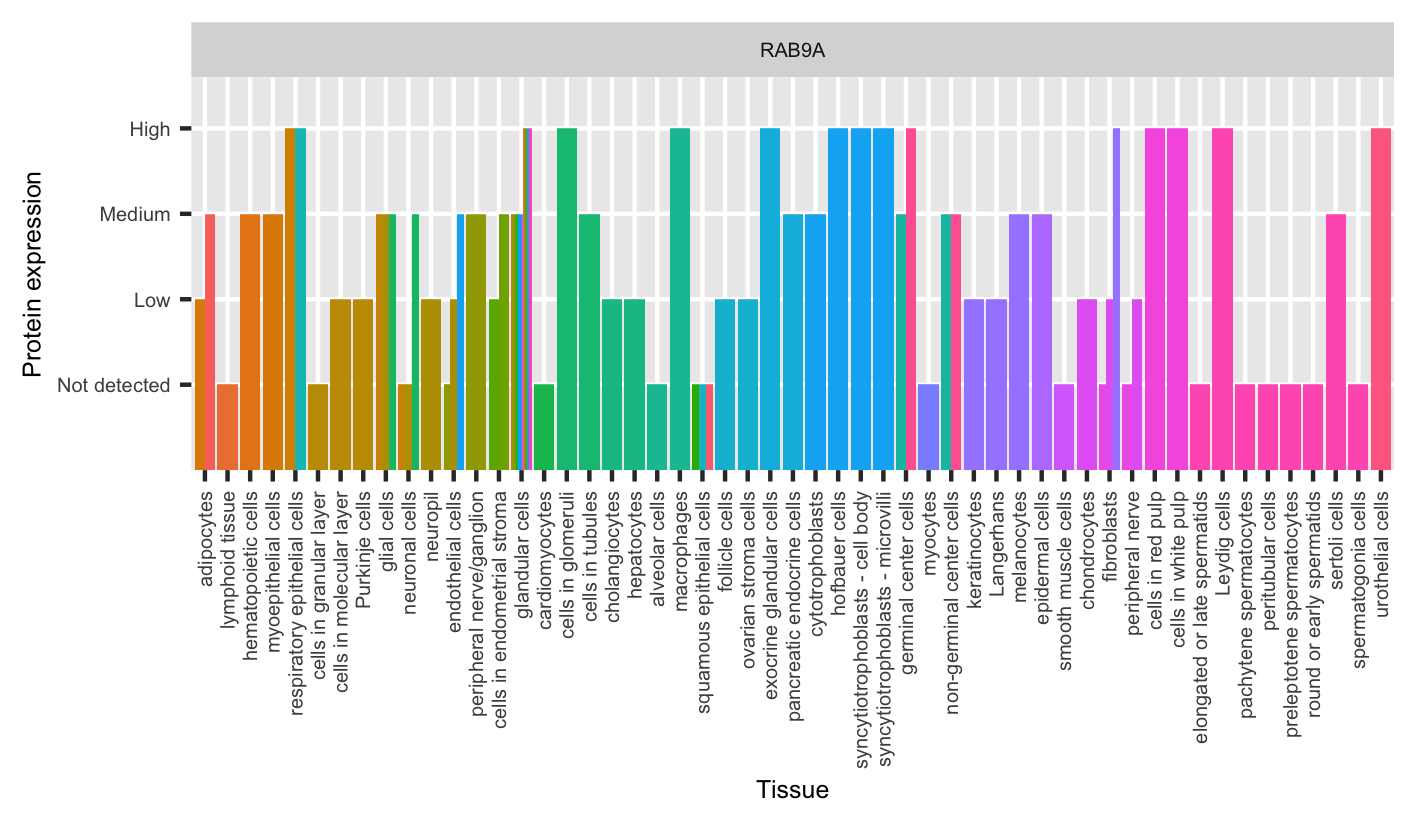 RAB9A
Protein expression
High
Medium
Low
Not detected
adipocytes
lymphoid tissue
hematopoietic cells
myoepithelial cells
respiratory epithelial cells
cells in granular layer
cells in molecular layer
Purkinje cells
glial cells
neuronal cells
neuropil
endothelial cells
peripheral nerve/ganglion
cells in endometrial stroma
glandular cells
cardiomyocytes
cells in glomeruli
cells in tubules
cholangiocytes
hepatocytes
alveolar cells
macrophages
squamous epithelial cells
follicle cells
ovarian stroma cells
exocrine glandular cells
pancreatic endocrine cells
cytotrophoblasts
hofbauer cells
syncytiotrophoblasts - cell body
syncytiotrophoblasts - microvilli
germinal center cells
myocytes
non-germinal center cells
keratinocytes
Langerhans
melanocytes
epidermal cells
smooth muscle cells
chondrocytes
fibroblasts
peripheral nerve
cells in red pulp
cells in white pulp
elongated or late spermatids
Leydig cells
pachytene spermatocytes
peritubular cells
preleptotene spermatocytes
round or early spermatids
sertoli cells
spermatogonia cells
urothelial cells
Tissue